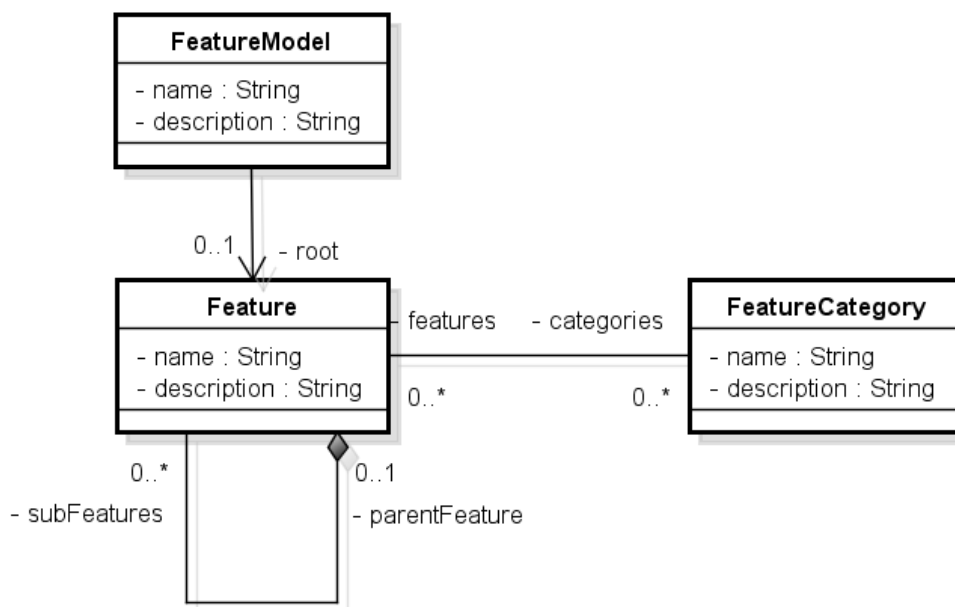 FeatureModel
- name : String
- description : String
0..1
- root
Feature
- name : String
- description : String
- features
- categories
0..*
0..*
FeatureCategory
- name : String
- description : String
0..*
0..1
- subFeatures
- parentFeature